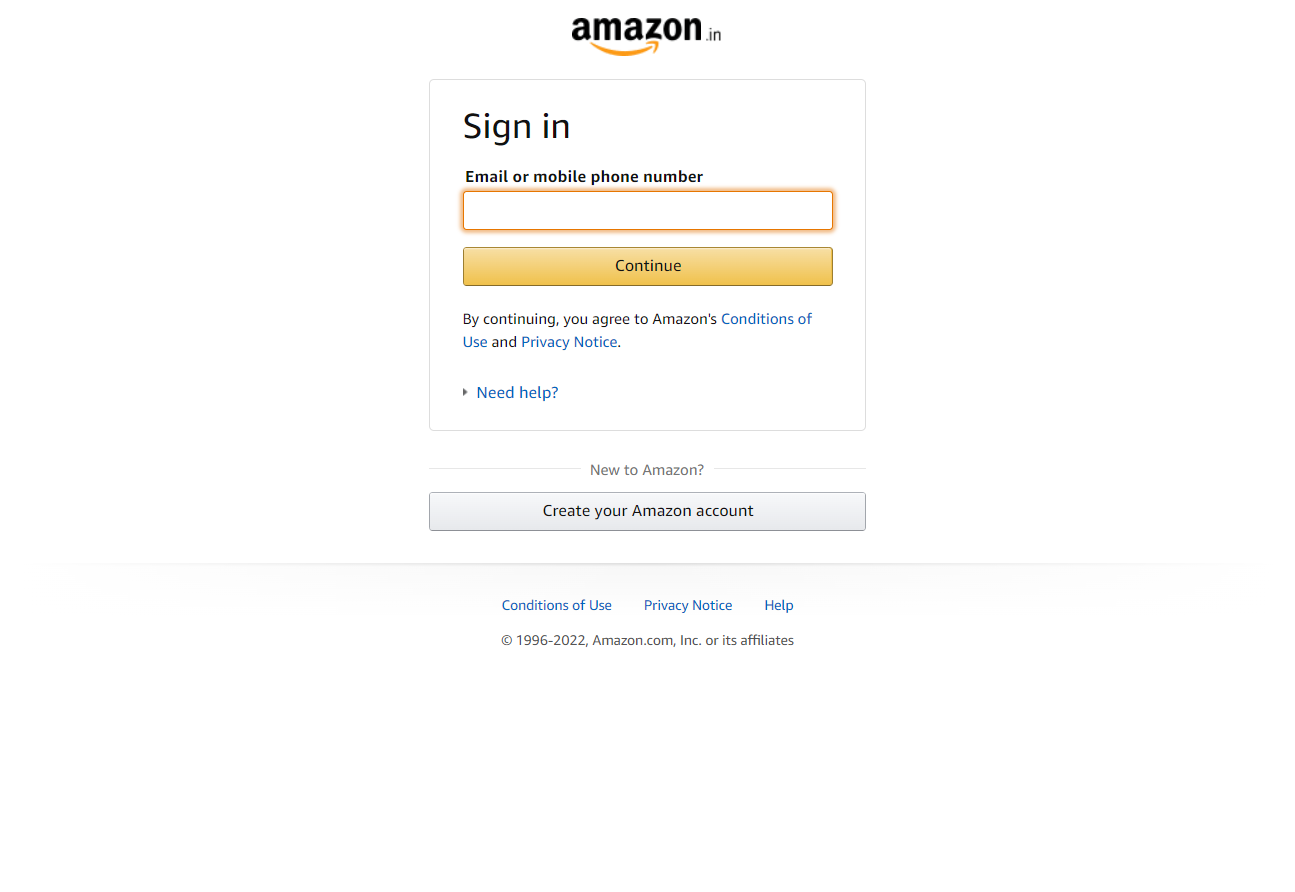 amazon.in
Sign in
Email or mobile phone number
Continue
By continuing, you agree to Amazon's Conditions of
Use and Privacy Notice.
Need help?
New to Amazon?
Create your Amazon account
Conditions of Use Privacy Notice Help
© 1996-2022, Amazon.com, Inc. or its affiliates